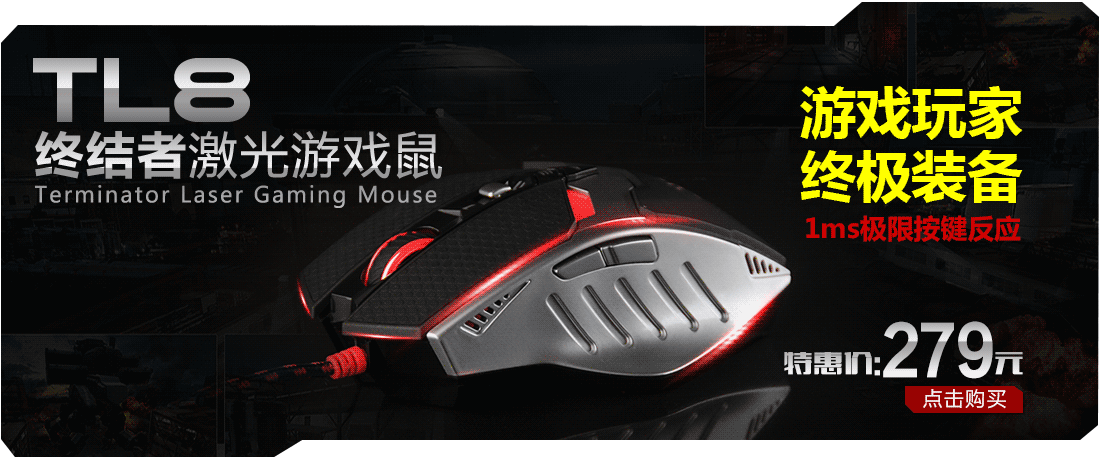 TL8
终结者激光游戏鼠
Terminator Laser Gaming Mouse
游戏玩家
终极装备
1ms极限按键反应
特惠价:279元
点击购买